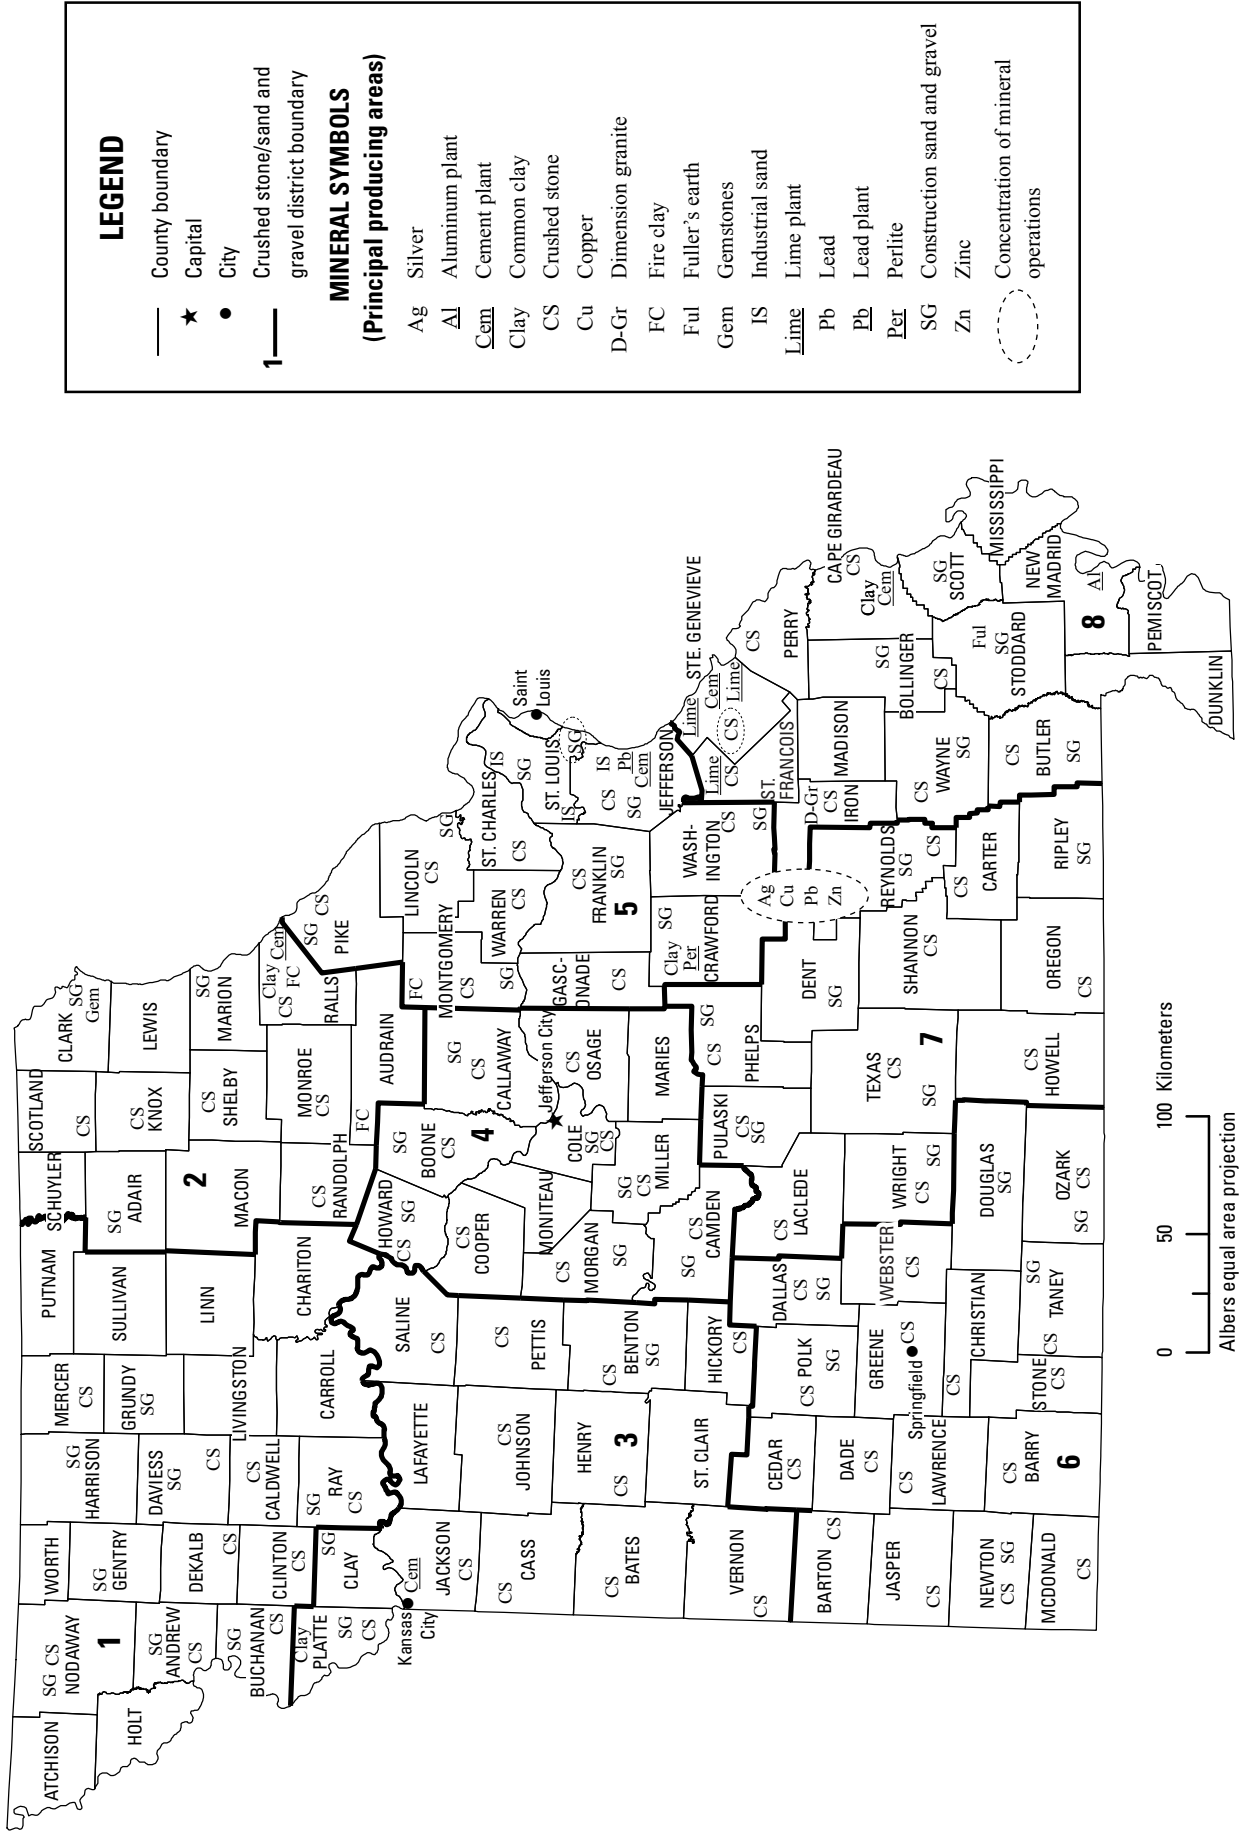 LEGEND
County boundary
Capital
City
1
Crushed stone/sand and
gravel district boundary
MINERAL SYMBOLS
(Principal producing areas)
Ag Silver
Al Aluminum plant
Cem Cement plant
Clay Common clay
CS Crushed stone
Cu Copper
D-Gr Dimension granite
FC Fire clay
Ful Fuller's earth
Gem Gemstones
IS Industrial sand
Lime Lime plant
Pb Lead
Pb Lead plant
Per Perlite
SG Construction sand and gravel
Zn Zinc
Concentration of mineral
operations
ATCHISON
HOLT
SG CS
NODAWAY
1
SG
ANDREW
CS
SG
BUCHANAN
CS
WORTH
SG
GENTRY
DEKALB
CS
CLINTON
CS
SG
HARRISON
DAVIESS
SG
CS
CS
CALDWELL
SG
RAY
CS
MERCER
CS
GRUNDY
SG
LIVINGSTON
CARROLL
PUTNAM
SULLIVAN
LINN
CHARITON
SCHUYLER
SG
ADAIR
2
MACON
CS
RANDOLPH
SCOTLAND
CS
CS
KNOX
CS
SHELBY
MONROE
CS
FC
AUDRAIN
CLARK
SG
Gem
LEWIS
SG
MARION
Clay
Cem
CS
FC
RALLS
SG
CS
PIKE
Clay
PLATTE
SG
CS
SG
CLAY
Kansas
City
Cem
JACKSON
CS
CS
CASS
CS
BATES
VERNON
CS
LAFAYETTE
CS
JOHNSON
HENRY
CS
3
ST. CLAIR
SALINE
CS
CS
PETTIS
CS
BENTON
SG
HICKORY
CS
HOWARD
CS
SG
SG
BOONE
CS
4
CS
COOPER
MONITEAU
CS
MORGAN
SG
COLE
SG
CS
SG
CS
MILLER
SG
CS
CAMDEN
SG
CS
CALLAWAY
Jefferson City
CS
OSAGE
MARIES
FC
MONTGOMERY
CS
SG
LINCOLN
CS
SG
WARREN
CS
ST. CHARLES
CS
IS
SG
Saint
Louis
ST. LOUIS
SG
IS
GASC-
ONADE
CS
CS
FRANKLIN
SG
5
IS
CS
Pb
SG
Cem
JEFFERSON
SG
Clay
Per
CRAWFORD
WASH-
INGTON
CS
SG
BARTON
CS
JASPER
CS
NEWTON
CS SG
MCDONALD
CS
CEDAR
CS
DADE
CS
CS
LAWRENCE
CS
BARRY
6
CS
POLK
SG
GREENE
Springfield
CS
CS
CHRISTIAN
STONE
CS
CS
SG
TANEY
DALLAS
CS
SG
WEBSTER
CS
DOUGLAS
SG
OZARK
SG
CS
CS
LACLEDE
WRIGHT
CS
SG
PULASKI
CS
SG
CS
SG
PHELPS
TEXAS
CS
SG
7
CS
HOWELL
DENT
SG
SHANNON
CS
OREGON
CS
Ag
Cu
Pb
Zn
REYNOLDS
SG
CS
CS
CARTER
RIPLEY
SG
D-Gr
CS
IRON
ST.
FRANCOIS
Lime
CS
Lime
STE. GENEVIEVE
Cem
CS
Lime
CS
PERRY
MADISON
SG
BOLLINGER
CS
CAPE GIRARDEAU
CS
Clay
Cem
CS
WAYNE
SG
CS
BUTLER
SG
Ful
SG
STODDARD
SG
SCOTT
MISSISSIPPI
NEW
MADRID
Al
8
PEMISCOT
DUNKLIN
0 50 100 Kilometers
Albers equal area projection